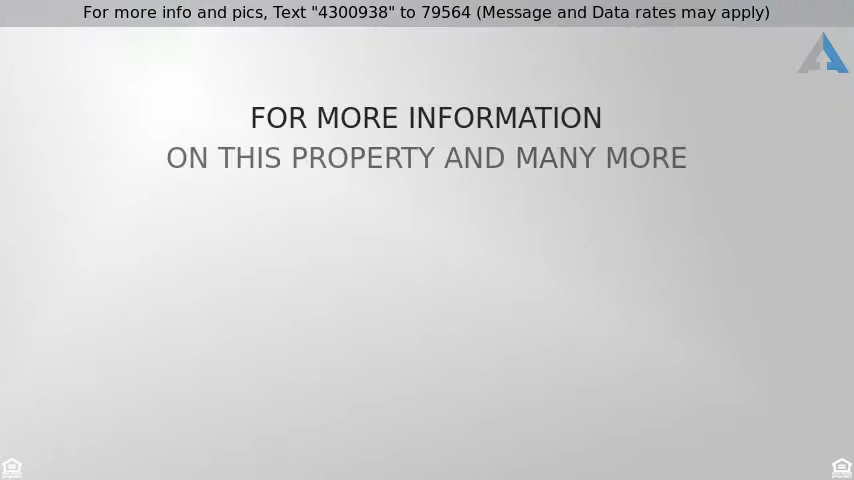 For more info and pics, Text "4300938" to 79564 (Message and Data rates may apply)
FOR MORE INFORMATION
ON THIS PROPERTY AND MANY MORE